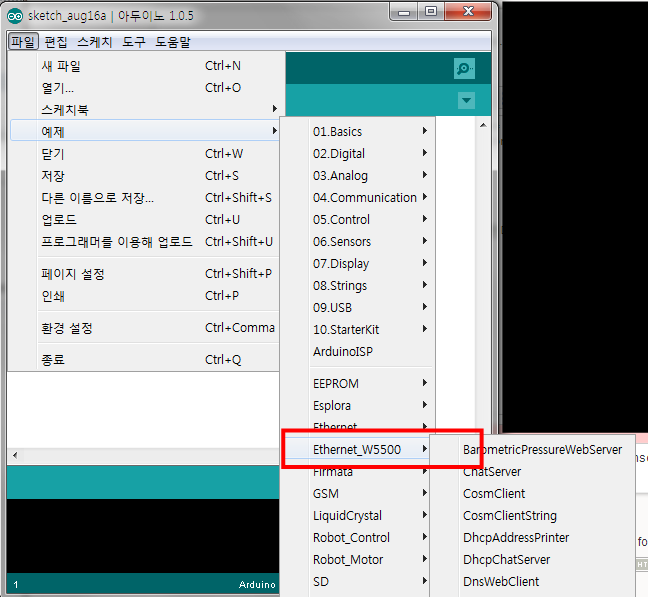 sketch_aug16a | 아두이노 1.0.5
파일 편집 스케치 도구 도움말
새 파일 Ctrl+N
열기... Ctrl+O
스케치북
예제
닫기 Ctrl+W
저장 Ctrl+S
다른 이름으로 저장... Ctrl+Shift+S
업로드 Ctrl+U
프로그래머를 이용해 업로드 Ctrl+Shift+U
페이지 설정 Ctrl+Shift+P
인쇄 Ctrl+P
환경 설정 Ctrl+Comma
종료 Ctrl+Q
01.Basics
02.Digital
03.Analog
04.Communication
05.Control
06.Sensors
07.Display
08.Strings
09.USB
10.StarterKit
ArduinoISP
EEPROM
Esplora
Ethernet
Ethernet_W5500
Firmata
GSM
LiquidCrystal
Robot_Control
Robot_Motor
SD
BarometricPressureWebServer
ChatServer
CosmClient
CosmClientString
DhcpAddressPrinter
DhcpChatServer
DnsWebClient
1 Arduino